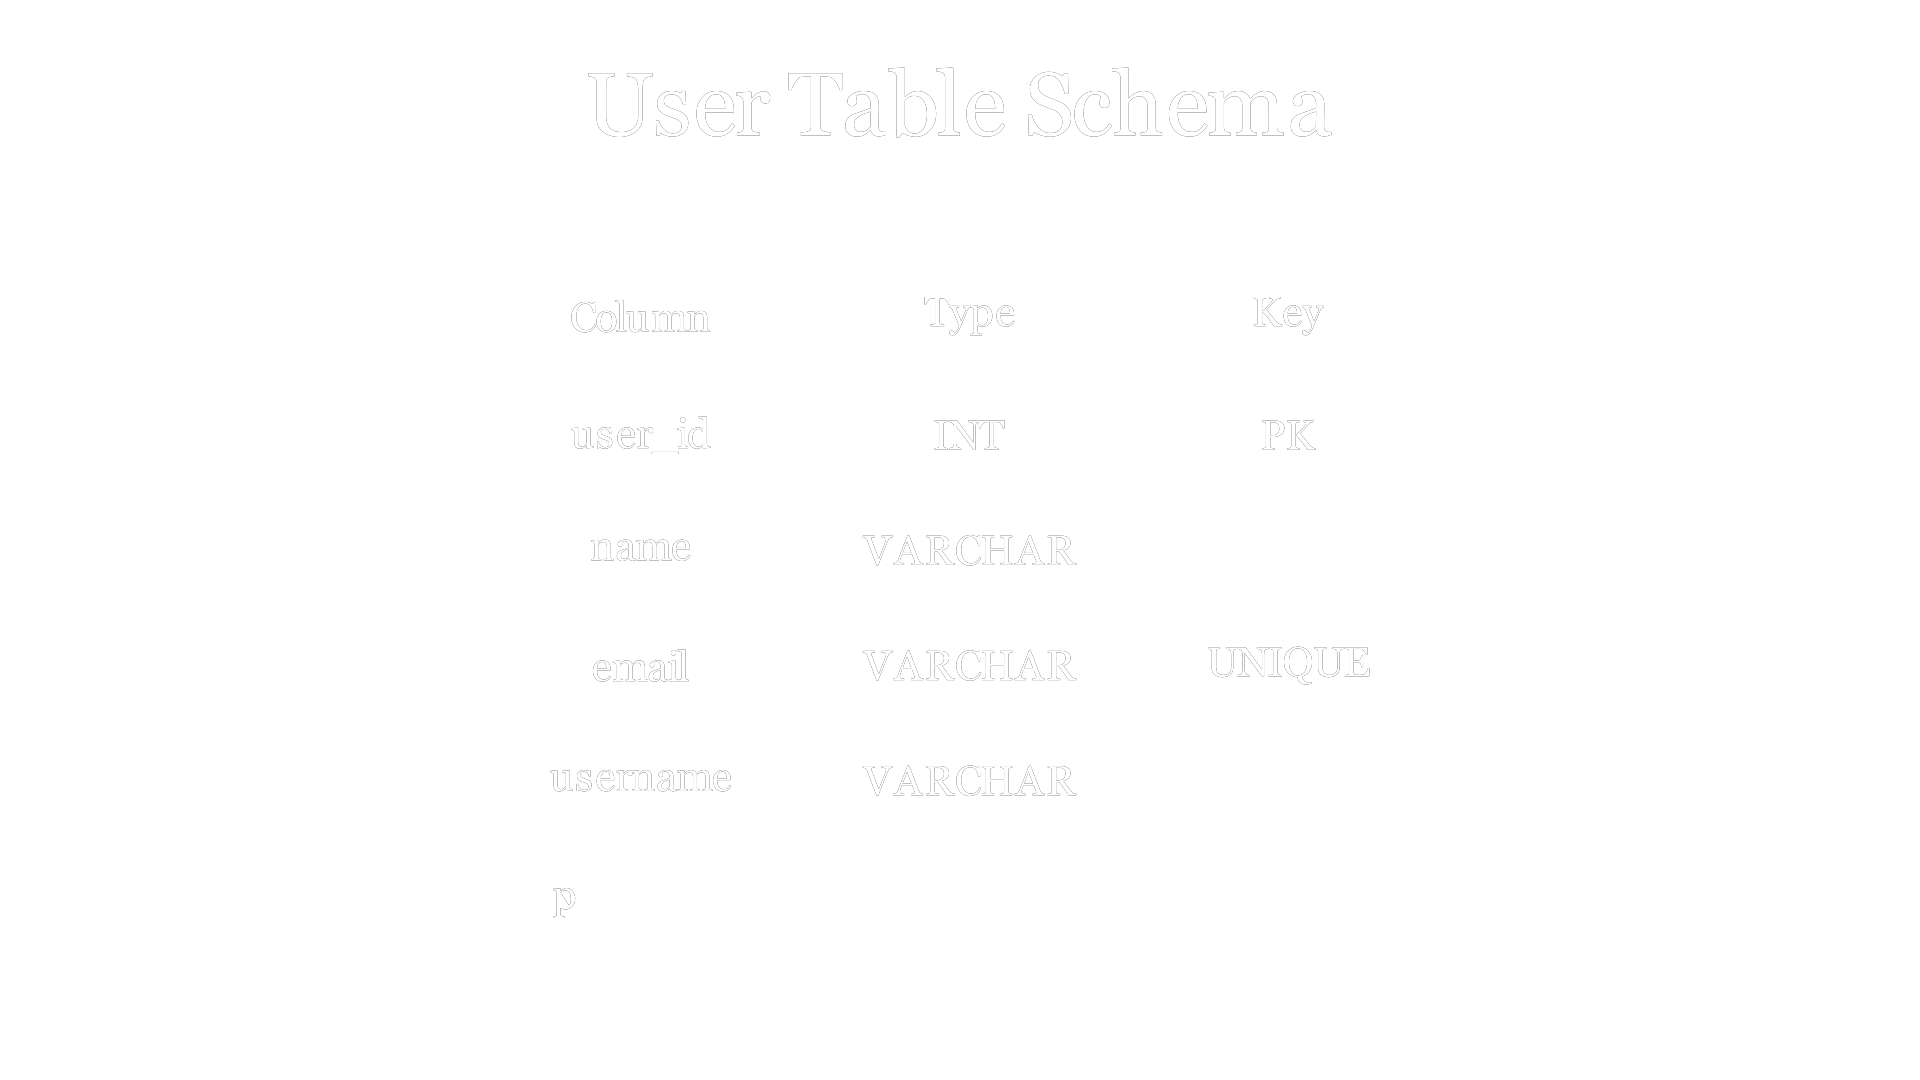 User Table Schema
Column Type Key
user_id INT PK
name VARCHAR
email VARCHAR UNIQUE
username VARCHAR
p